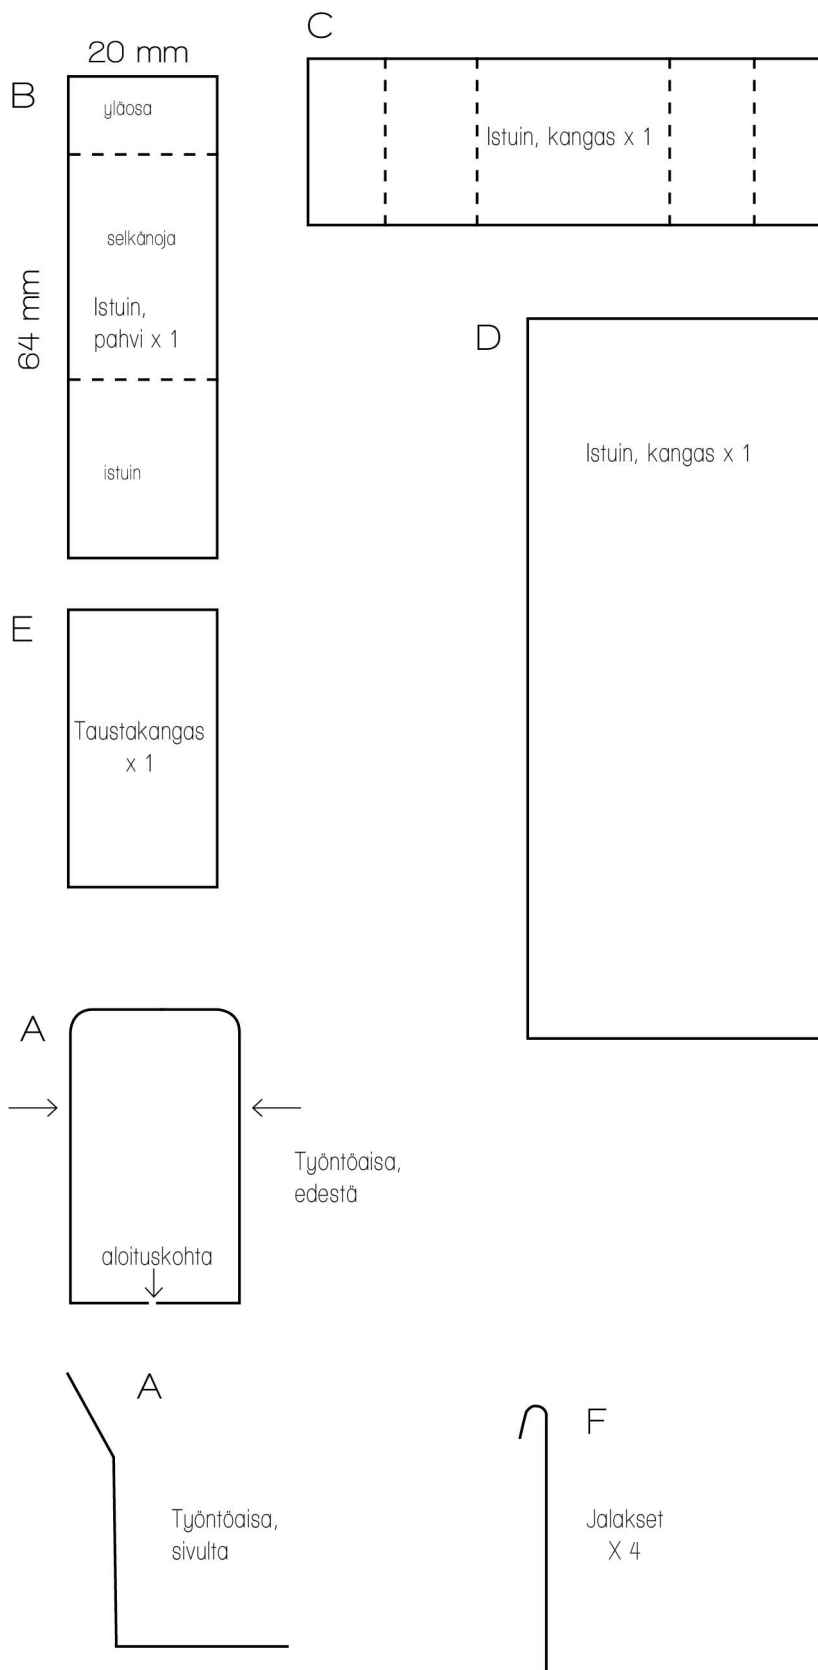 C
20 mm
B
yläosa
Istuin, kangas x 1
selkänoja
64 mm
Istuin,
pahvi x 1
D
istuin
Istuin, kangas x 1
E
Taustakangas
x 1
A
Työntöaisa,
edestä
aloituskohta
A
F
Työntöaisa,
sivulta
Jalakset
X 4